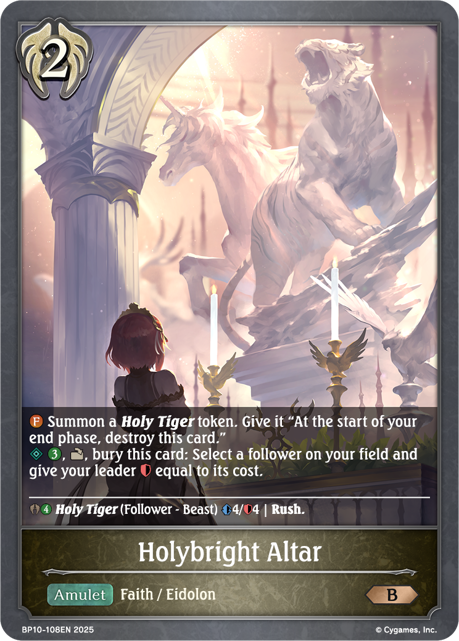 2
F Summon a Holy Tiger token. Give it “At the start of your
end phase, destroy this card.”
3, , bury this card: Select a follower on your field and
give your leader equal to its cost.
4 Holy Tiger (Follower - Beast) 4/4 | Rush.
Holybright Altar
Amulet Faith / Eidolon B
BP10-108EN 2025 © Cygames, Inc.